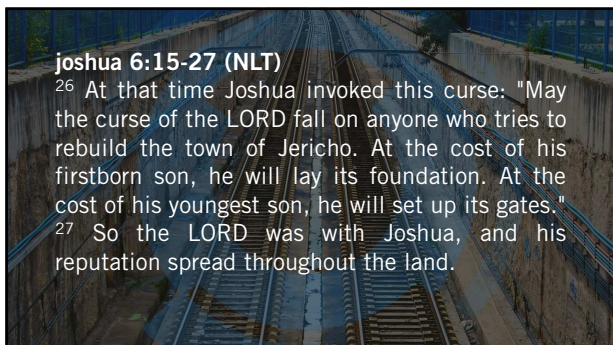 joshua 6:15-27 (NLT)
26 At that time Joshua invoked this curse: "May
the curse of the LORD fall on anyone who tries to
rebuild the town of Jericho. At the cost of his
firstborn son, he will lay its foundation. At the
cost of his youngest son, he will set up its gates."
27 So the LORD was with Joshua, and his
reputation spread throughout the land.